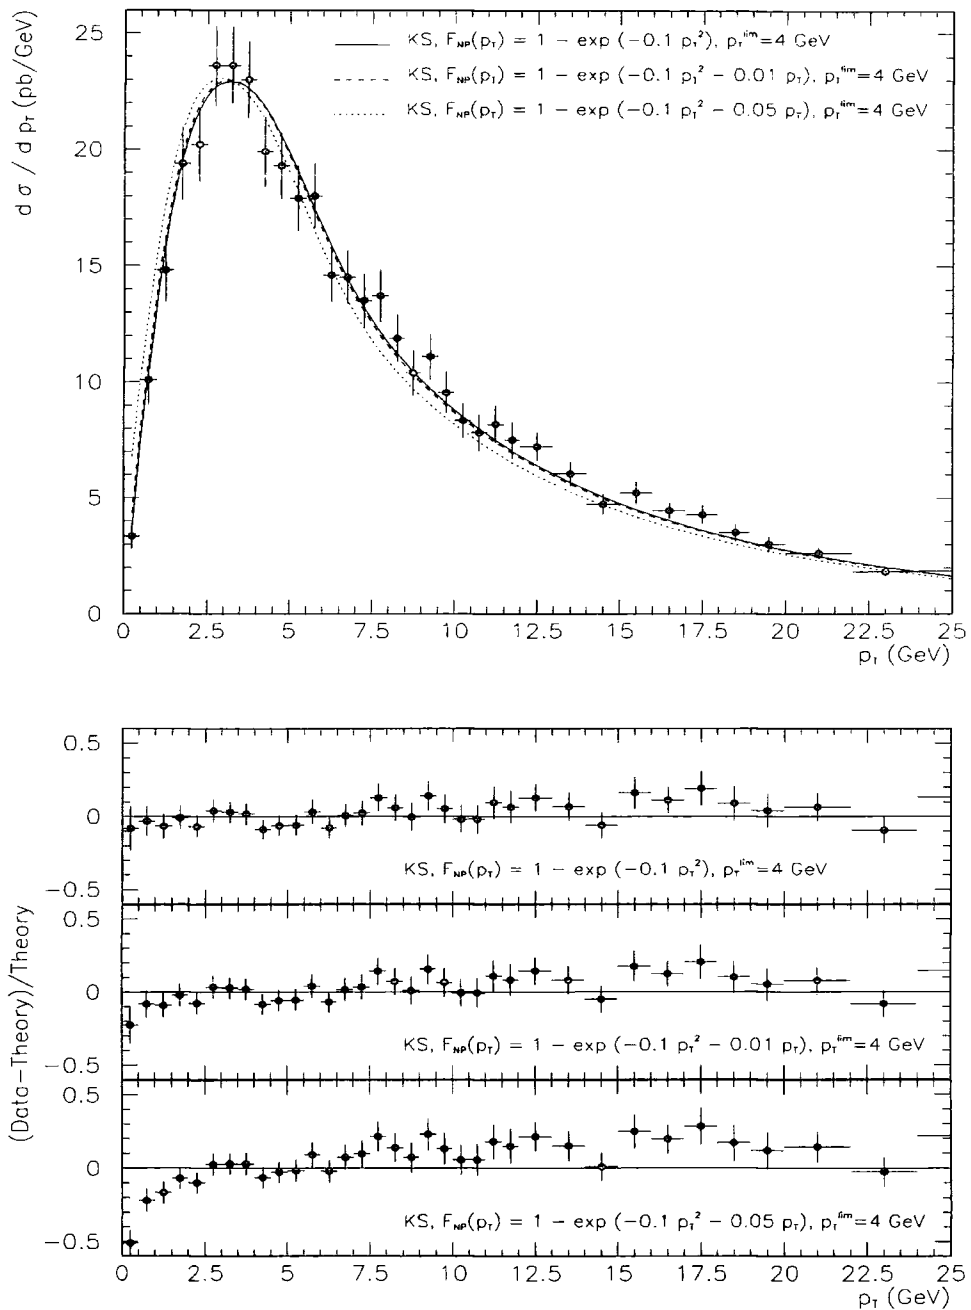 25
20
15
10
5
0
d σ / d p_T (pb/GeV)
KS, F_NP(p_T) = 1 − exp (−0.1 p_T²), p_T^lim=4 GeV
KS, F_NP(p_T) = 1 − exp (−0.1 p_T² − 0.01 p_T), p_T^lim=4 GeV
KS, F_NP(p_T) = 1 − exp (−0.1 p_T² − 0.05 p_T), p_T^lim=4 GeV
0 2.5 5 7.5 10 12.5 15 17.5 20 22.5 25
p_T (GeV)
(Data−Theory)/Theory
0.5
0
−0.5
KS, F_NP(p_T) = 1 − exp (−0.1 p_T²), p_T^lim=4 GeV
0.5
0
−0.5
KS, F_NP(p_T) = 1 − exp (−0.1 p_T² − 0.01 p_T), p_T^lim=4 GeV
0.5
0
−0.5
KS, F_NP(p_T) = 1 − exp (−0.1 p_T² − 0.05 p_T), p_T^lim=4 GeV
0 2.5 5 7.5 10 12.5 15 17.5 20 22.5 25
p_T (GeV)